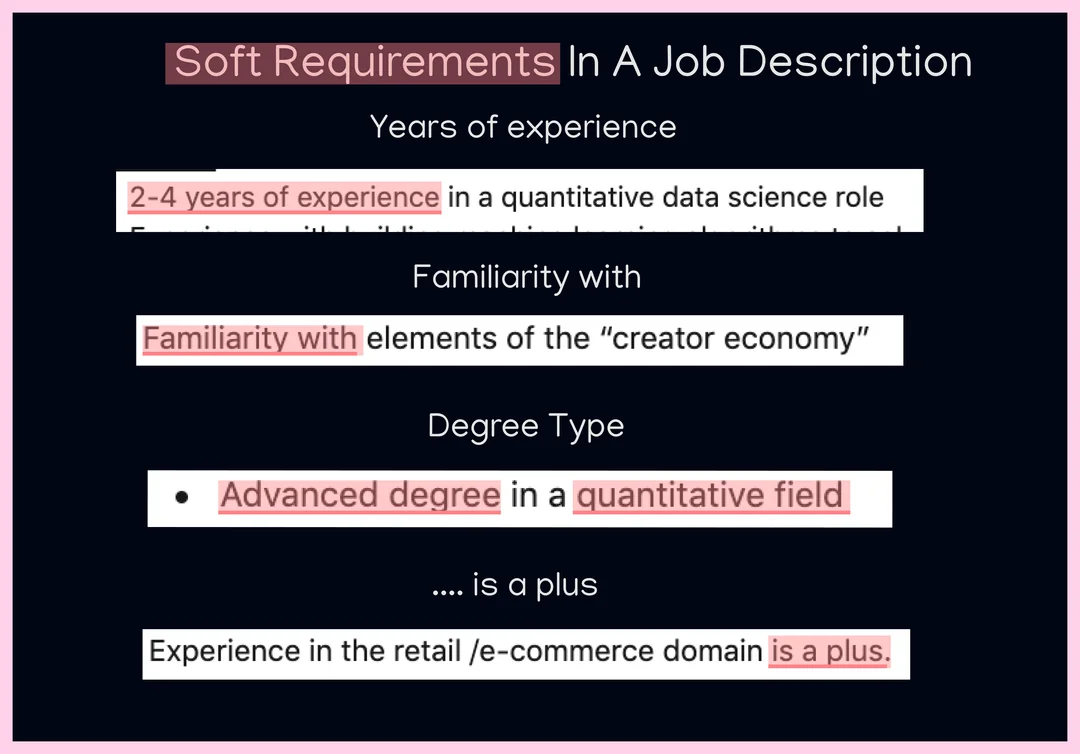 Soft Requirements In A Job Description
Years of experience
2-4 years of experience in a quantitative data science role
Familiarity with
Familiarity with elements of the “creator economy”
Degree Type
• Advanced degree in a quantitative field
.... is a plus
Experience in the retail /e-commerce domain is a plus.